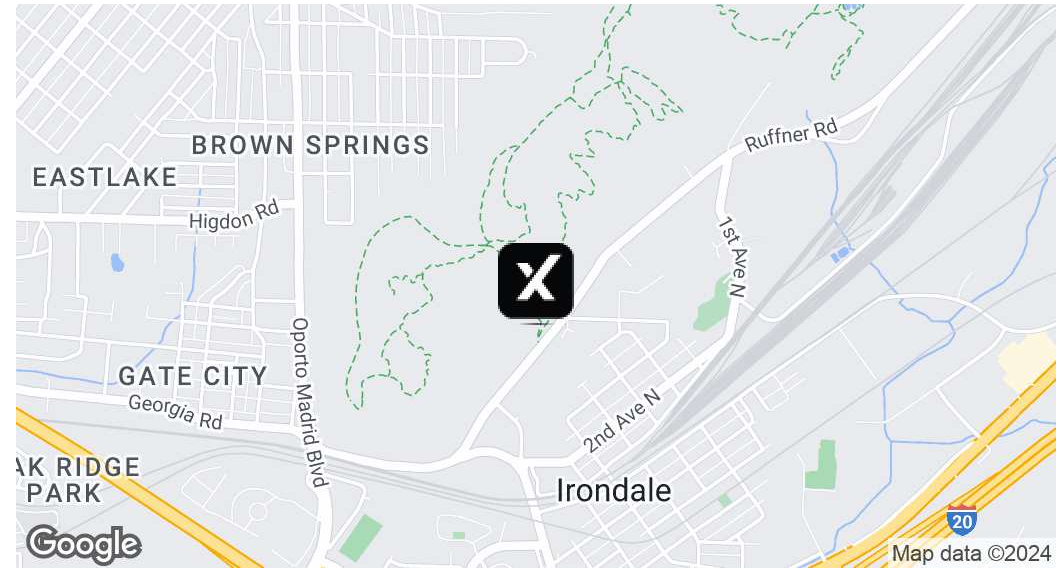 Ruffner Rd
BROWN SPRINGS
EASTLAKE
Higdon Rd
1st Ave N
Oporto Madrid Blvd
X
GATE CITY
Georgia Rd
2nd Ave N
AK RIDGE
PARK
Irondale
20
Google
Map data ©2024